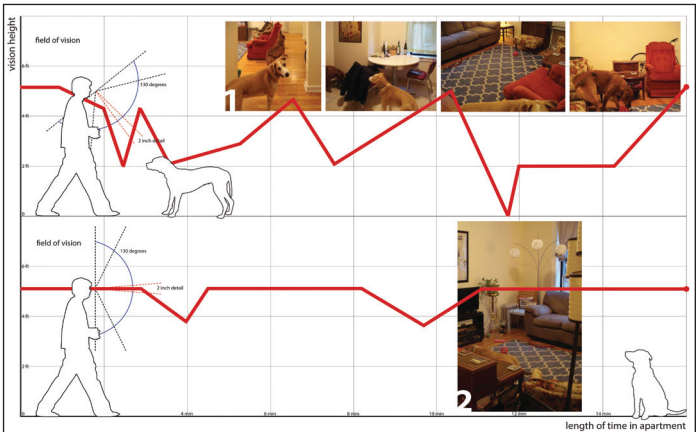 vision height
field of vision
6 ft
130 degrees
1
4 ft
2 inch detail
2 ft
0
field of vision
130 degrees
6 ft
2 inch detail
4 ft
2 ft
2
0
4 min
6 min
8 min
10 min
12 min
14 min
length of time in apartment